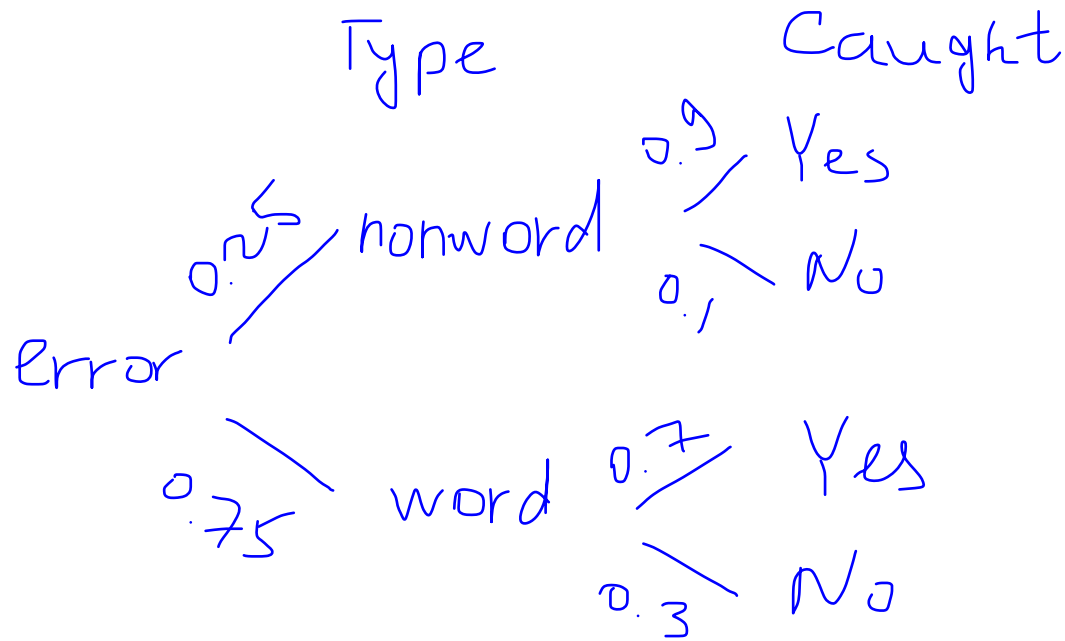 Type Caught
0.9 Yes
0.25 nonword
0.1 No
error
0.7 Yes
0.75 word
0.3 No